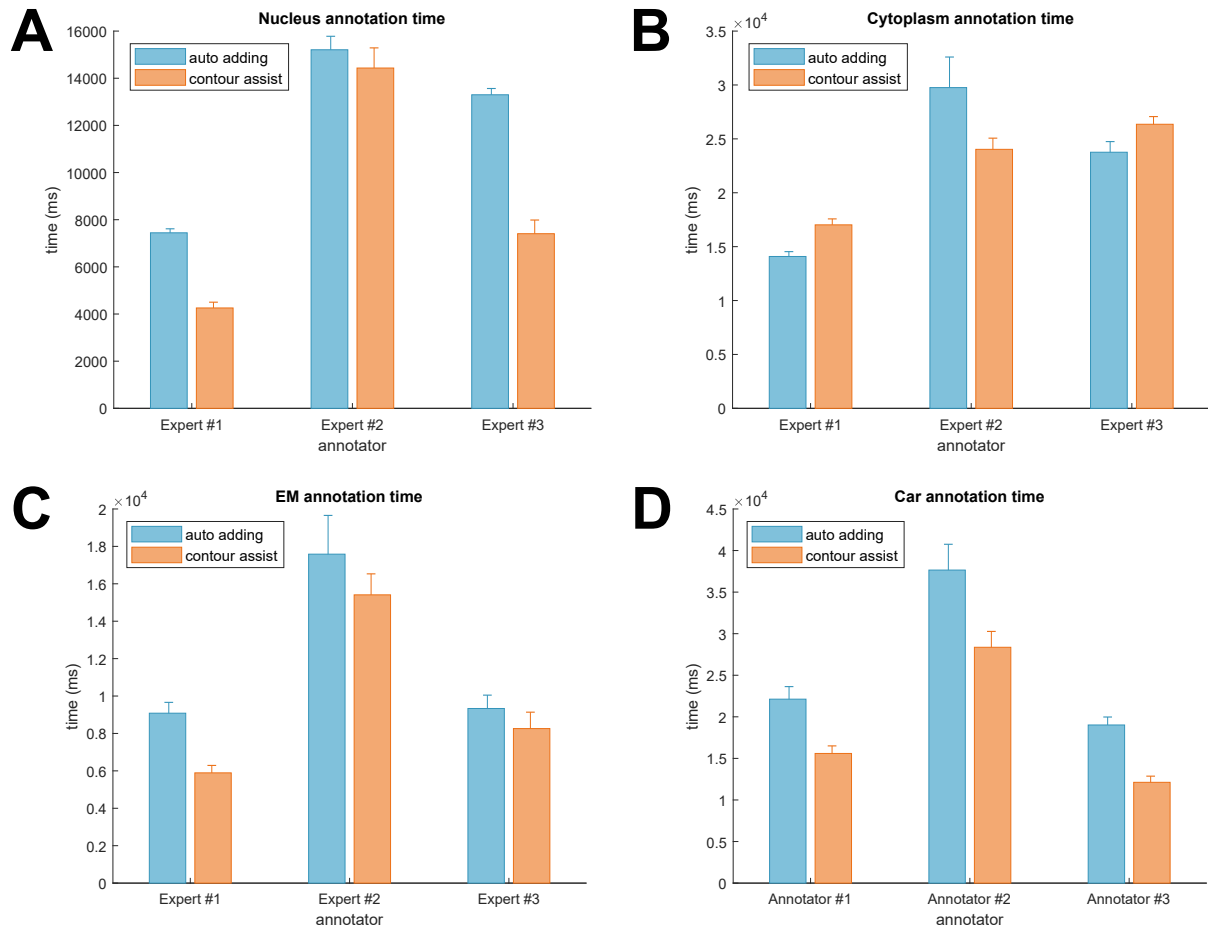 A
Nucleus annotation time
auto adding
contour assist
16000
14000
12000
10000
8000
6000
4000
2000
0
time (ms)
Expert #1
Expert #2
Expert #3
annotator
B
Cytoplasm annotation time
×10^4
auto adding
contour assist
3.5
3
2.5
2
1.5
1
0.5
0
time (ms)
Expert #1
Expert #2
Expert #3
annotator
C
EM annotation time
×10^4
auto adding
contour assist
2
1.8
1.6
1.4
1.2
1
0.8
0.6
0.4
0.2
0
time (ms)
Expert #1
Expert #2
Expert #3
annotator
D
Car annotation time
×10^4
auto adding
contour assist
4.5
4
3.5
3
2.5
2
1.5
1
0.5
0
time (ms)
Annotator #1
Annotator #2
Annotator #3
annotator